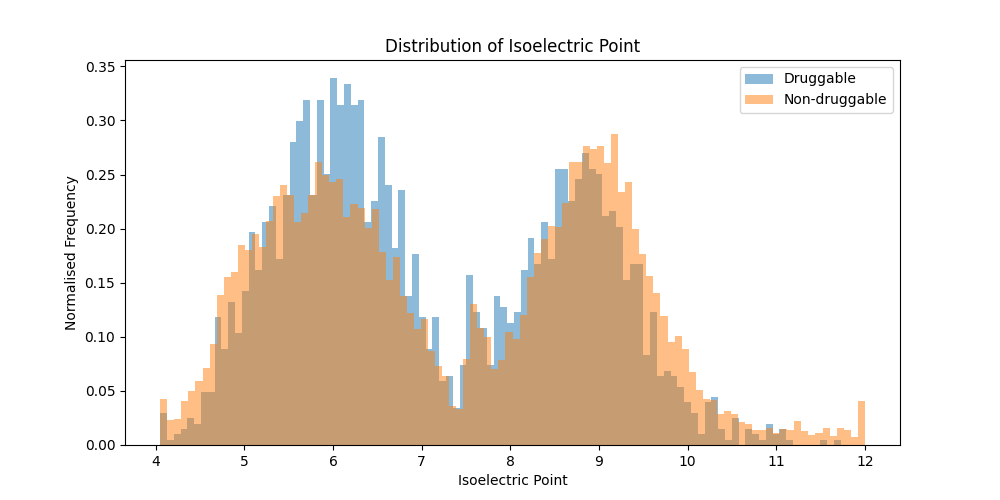 Distribution of Isoelectric Point
Druggable
Non-druggable
Normalised Frequency
0.35
0.30
0.25
0.20
0.15
0.10
0.05
0.00
4 5 6 7 8 9 10 11 12
Isoelectric Point